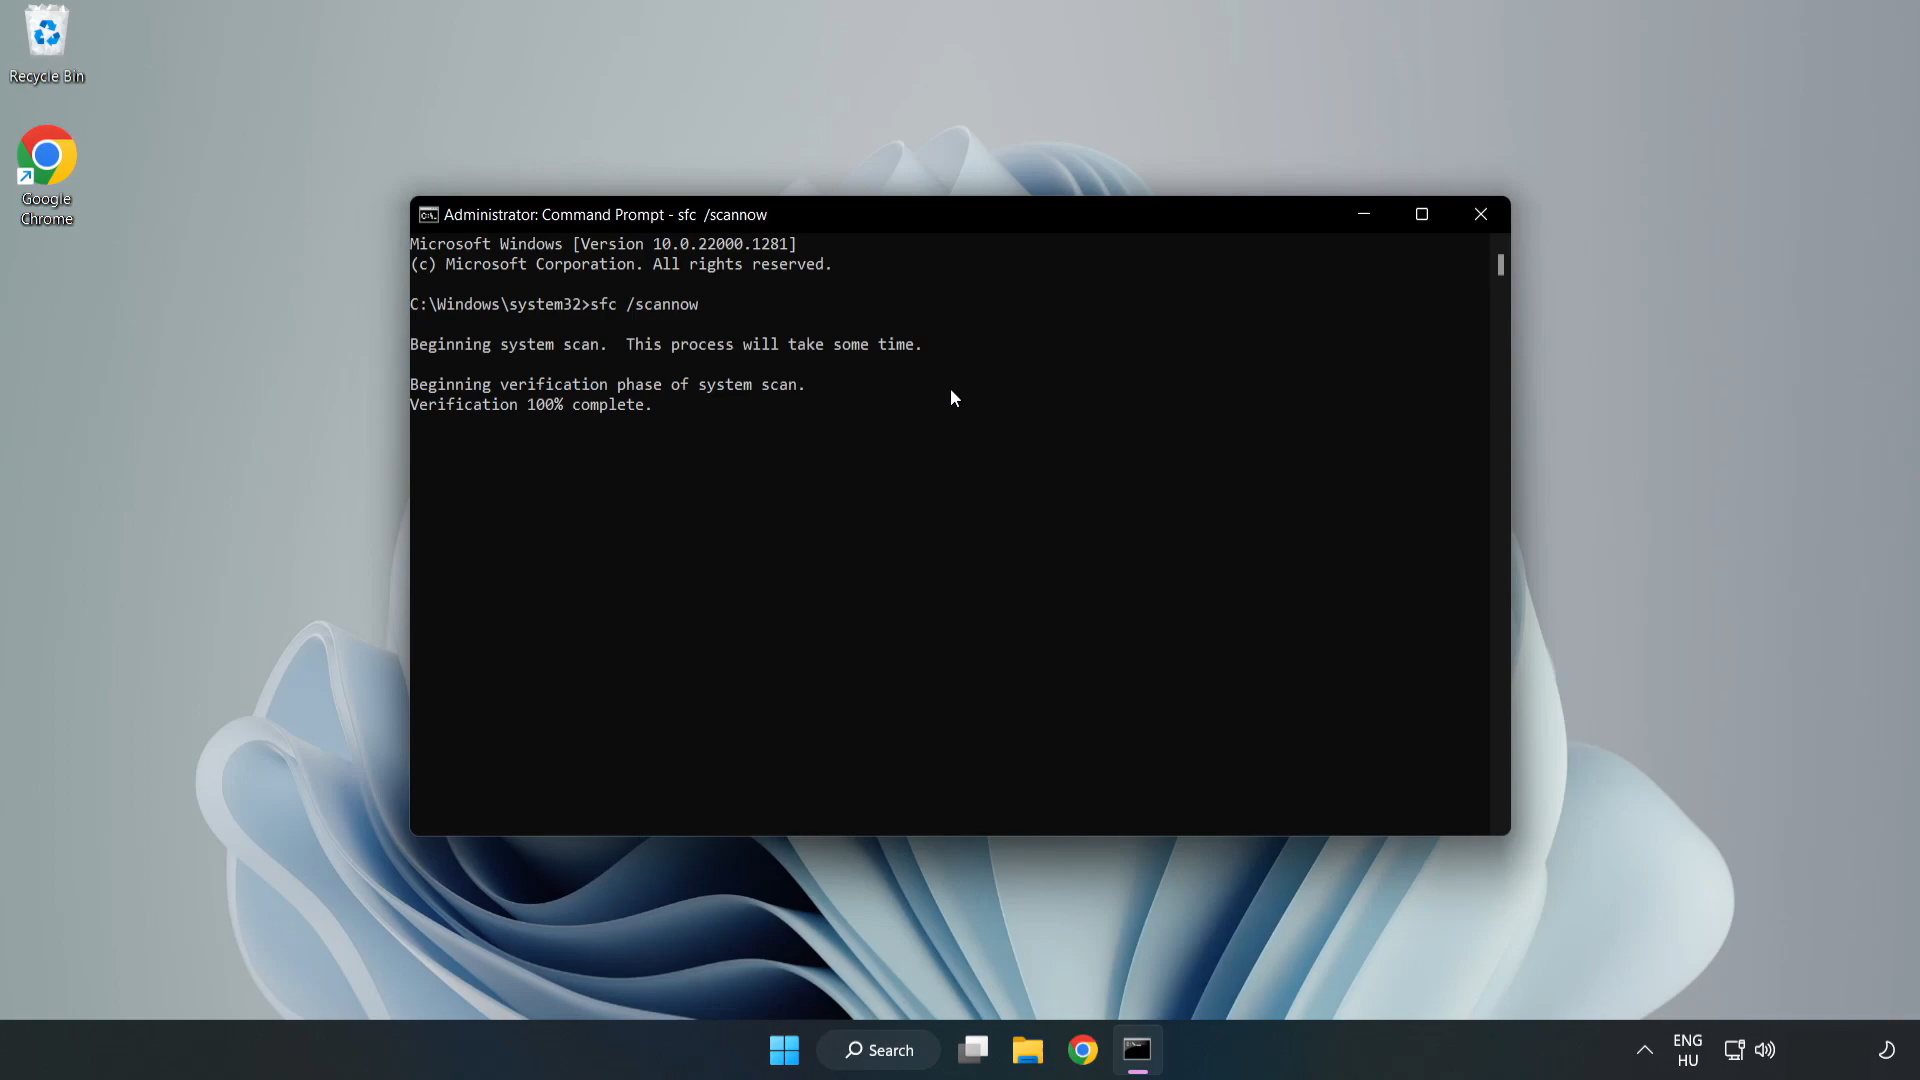 Recycle Bin
Google
Chrome
Administrator: Command Prompt - sfc  /scannow
Microsoft Windows [Version 10.0.22000.1281]
(c) Microsoft Corporation. All rights reserved.
C:\Windows\system32>sfc /scannow
Beginning system scan.  This process will take some time.
Beginning verification phase of system scan.
Verification 100% complete.
Search
ENG
HU